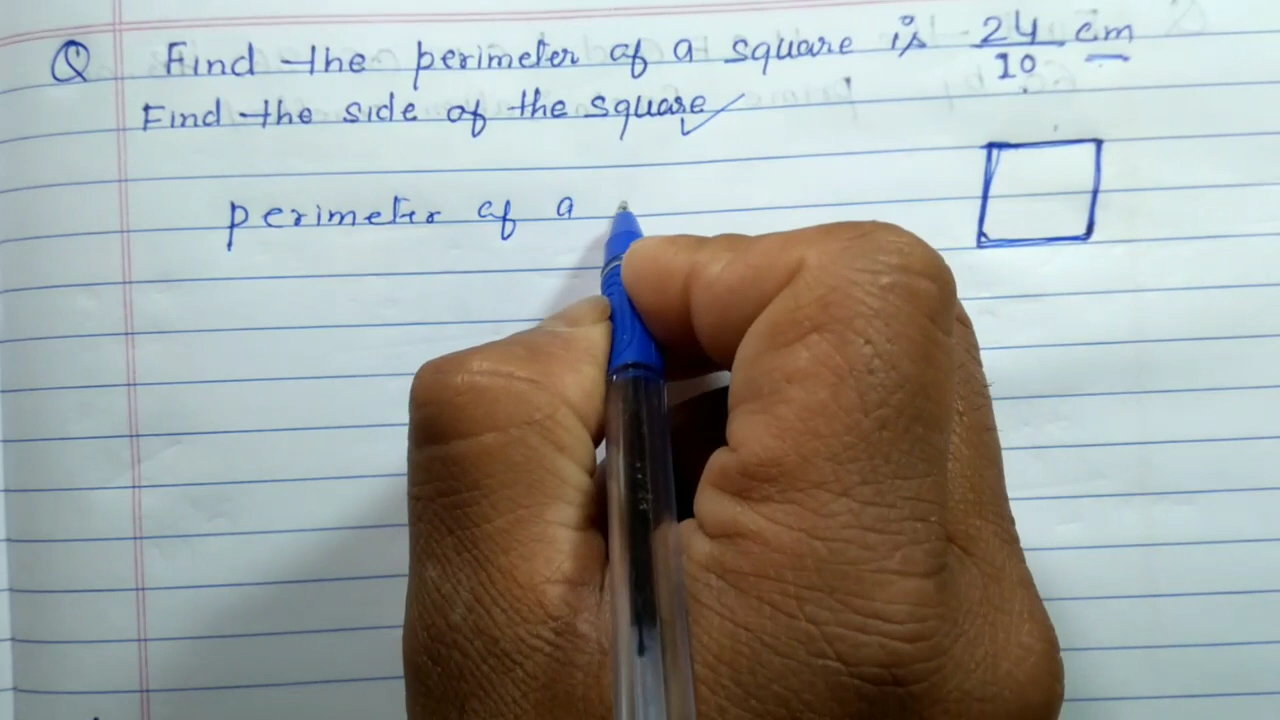 Q Find the perimeter of a square is 24/10 cm
Find the side of the square
perimeter of a